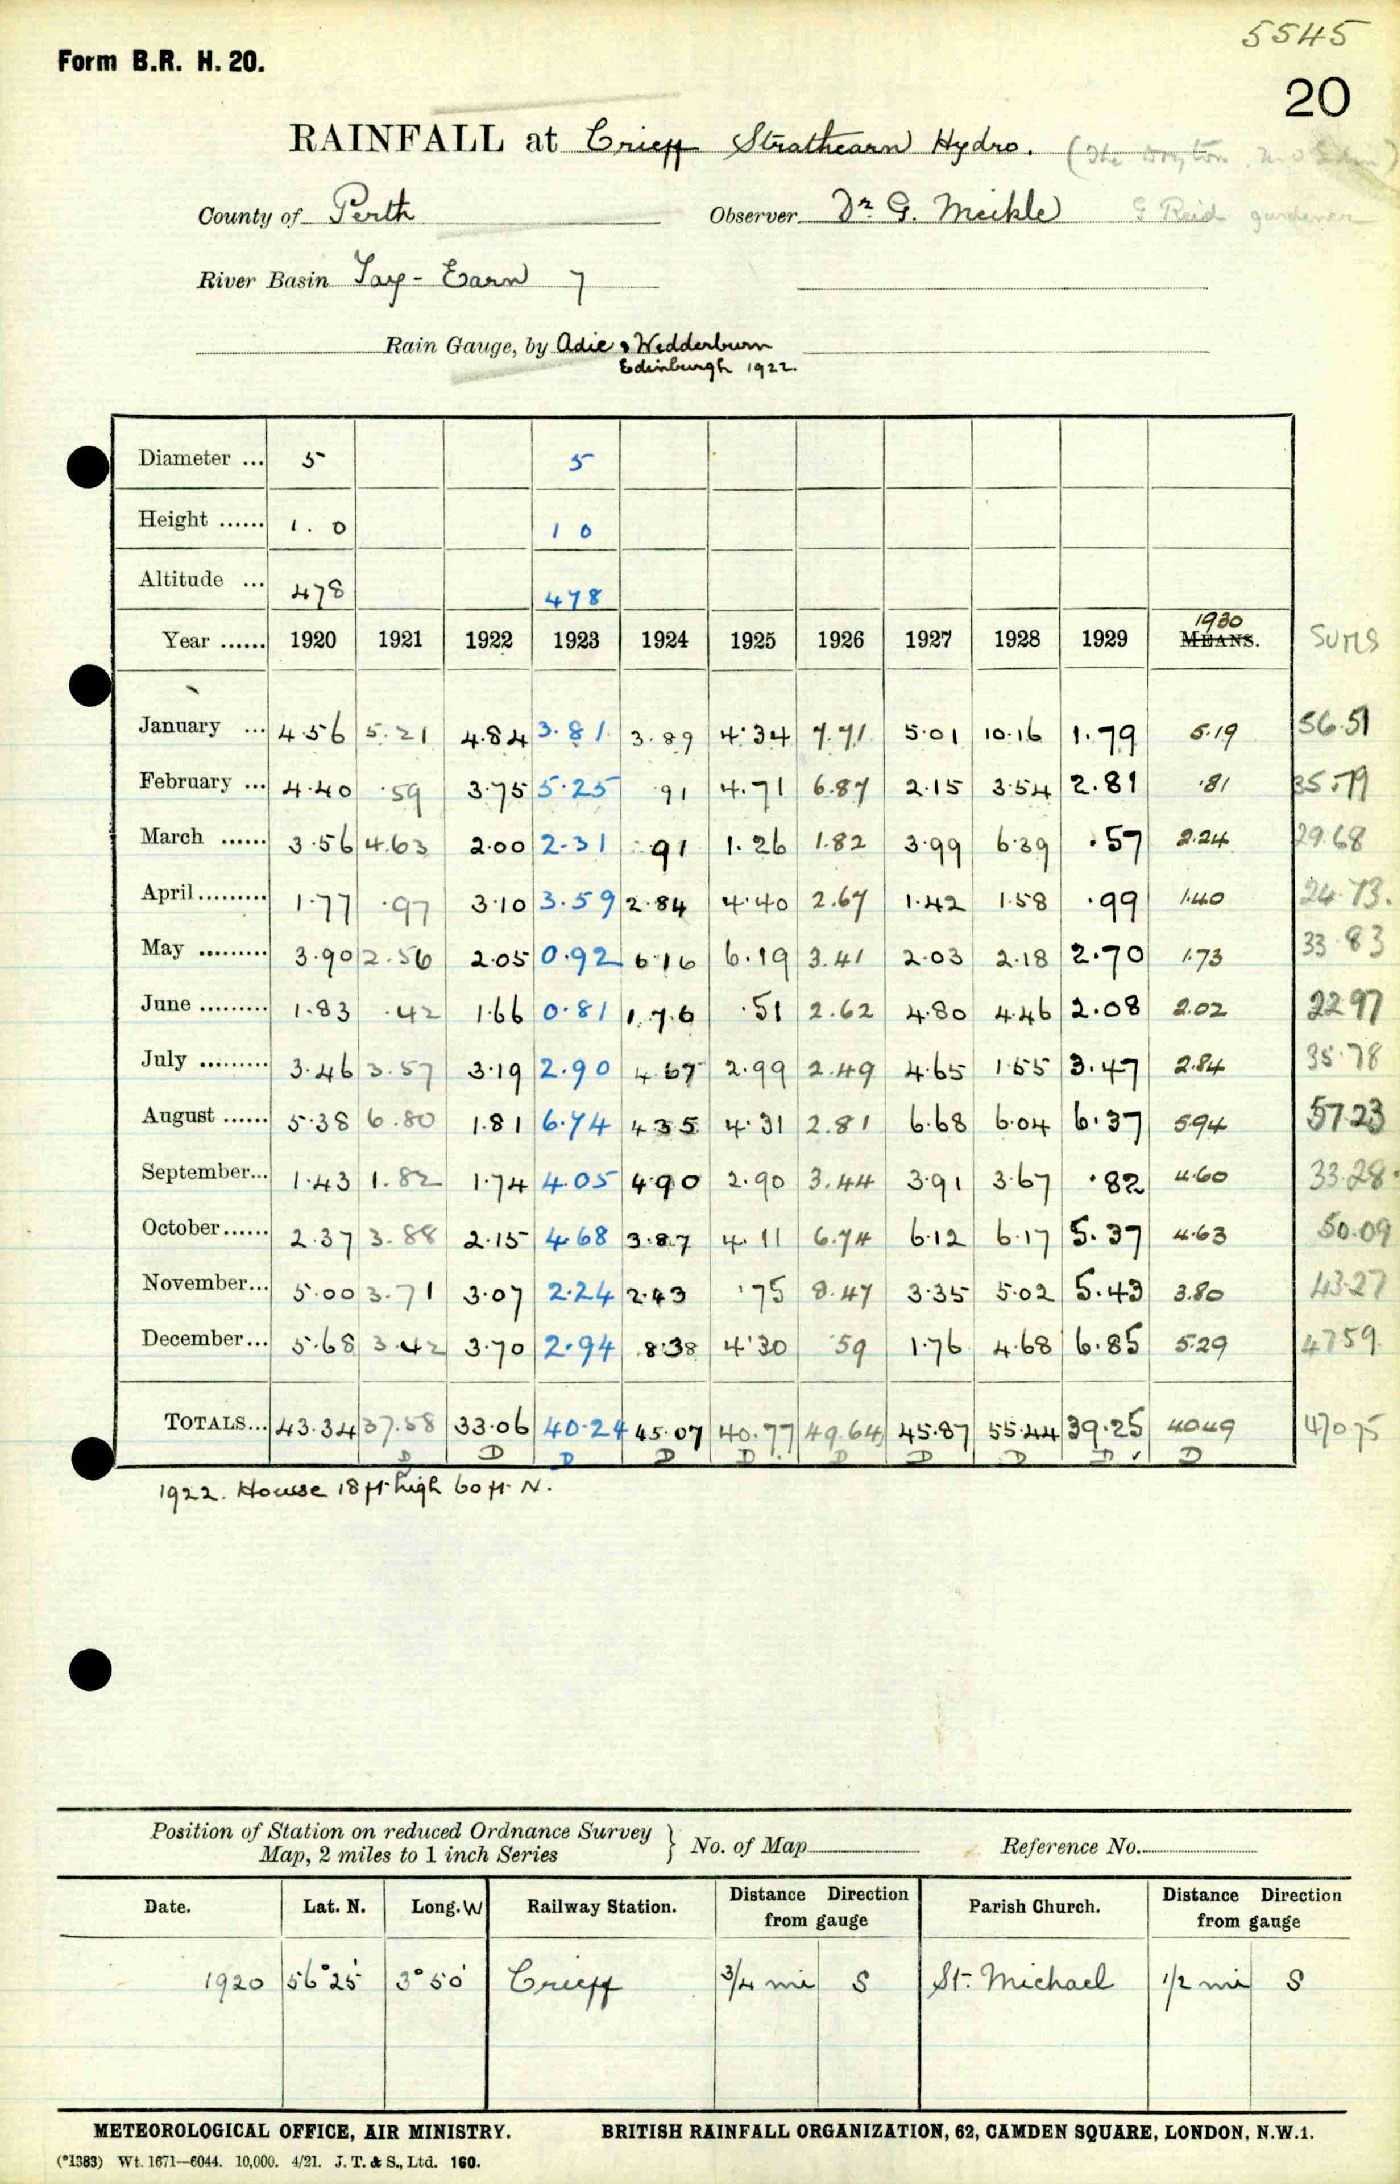 5545
Form B.R. H. 20.
20
RAINFALL at Crieff Strathearn Hydro.
County of Perth Observer Dr G. Meikle G Reid gardener
River Basin Tay - Earn 7
Rain Gauge, by Adie & Wedderburn
Edinburgh 1922.
Diameter ... 5 5
Height ...... 1. 0 1 0
Altitude ... 478 478
1930
Year ...... 1920 1921 1922 1923 1924 1925 1926 1927 1928 1929 MEANS. SUMS
January ... 4.56 5.21 4.84 3.81 3.89 4.34 7.71 5.01 10.16 1.79 5.19 56.51
February ... 4.40 .59 3.75 5.25 .91 4.71 6.87 2.15 3.54 2.81 .81 35.79
March ...... 3.56 4.63 2.00 2.31 .91 1.26 1.82 3.99 6.39 .57 2.24 29.68
April ......... 1.77 .97 3.10 3.59 2.84 4.40 2.67 1.42 1.58 .99 1.40 24.73.
May ......... 3.90 2.56 2.05 0.92 6.16 6.19 3.41 2.03 2.18 2.70 1.73 33.83
June ......... 1.83 .42 1.66 0.81 1.76 .51 2.62 4.80 4.46 2.08 2.02 22.97
July ......... 3.46 3.57 3.19 2.90 4.67 2.99 2.49 4.65 1.55 3.47 2.84 35.78
August ...... 5.38 6.80 1.81 6.74 4.35 4.31 2.81 6.68 6.04 6.37 5.94 57.23
September... 1.43 1.82 1.74 4.05 4.90 2.90 3.44 3.91 3.67 .82 4.60 33.28.
October...... 2.37 3.88 2.15 4.68 3.87 4.11 6.74 6.12 6.17 5.37 4.63 50.09
November... 5.00 3.71 3.07 2.24 2.43 .75 8.47 3.35 5.02 5.43 3.80 43.27
December... 5.68 3.42 3.70 2.94 8.38 4.30 .59 1.76 4.68 6.85 5.29 47.59
TOTALS... 43.34 37.58 33.06 40.24 45.07 40.77 49.64 45.87 55.44 39.25 40.49 470.75
D D D D D D D D D D
1922. House 18 ft high 60 ft. N.
Position of Station on reduced Ordnance Survey
Map, 2 miles to 1 inch Series } No. of Map Reference No.
Date. Lat. N. Long. W Railway Station. Distance Direction from gauge Parish Church. Distance Direction from gauge
1920 56°25' 3°50' Crieff 3/4 mi S St. Michael 1/2 mi S
METEOROLOGICAL OFFICE, AIR MINISTRY. BRITISH RAINFALL ORGANIZATION, 62, CAMDEN SQUARE, LONDON, N.W.1.
(*1383) Wt. 1671—6044. 10,000. 4/21. J. T. & S., Ltd. 160.